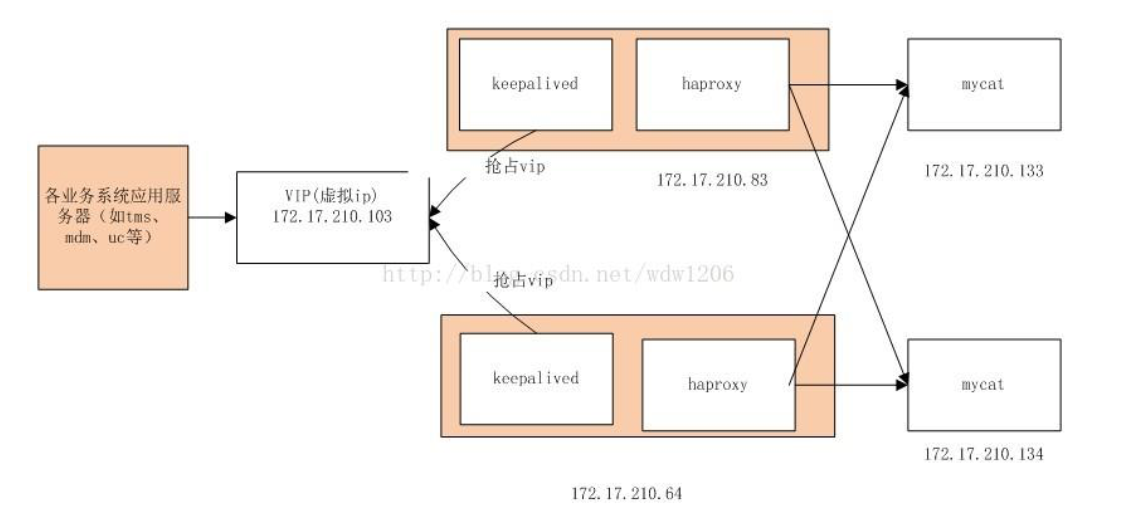 keepalived
haproxy
mycat
抢占vip
172.17.210.83
172.17.210.133
各业务系统应用服
务器（如tms、
mdm、uc等）
VIP(虚拟ip)
172.17.210.103
http://blog.csdn.net/wdw1206
抢占vip
keepalived
haproxy
mycat
172.17.210.134
172.17.210.64